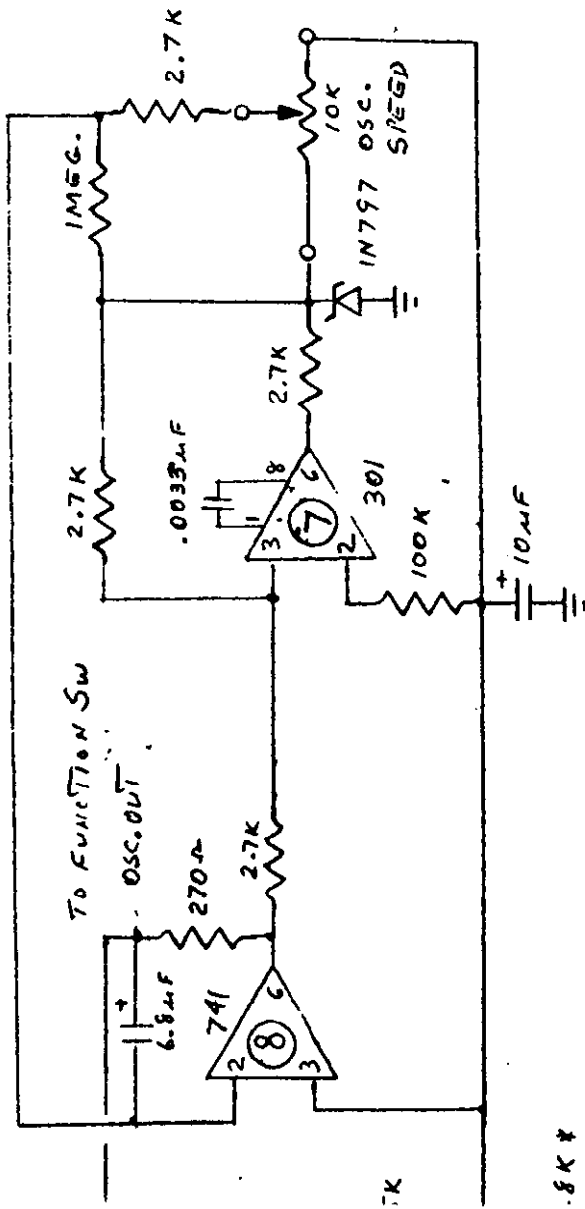 2.7K
1MEG.
10K
OSC.
SPEED
1N797
2.7K
2.7K
.0033µF
1
8
3
7
6
2
301
100K
+
10µF
TO FUNCTION SW
OSC.OUT
+
6.8µF
270Ω
2.7K
741
2
8
6
3
K
.8K*